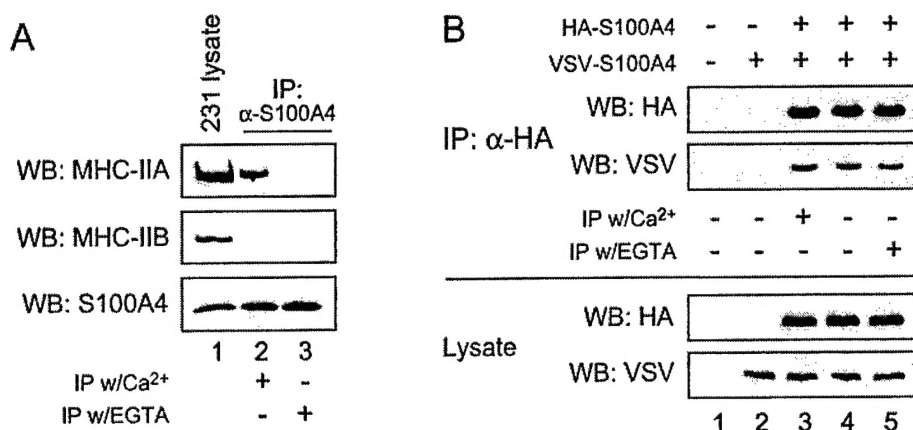 A
231 lysate
IP:
α-S100A4
WB: MHC-IIA
WB: MHC-IIB
WB: S100A4
1 2 3
IP w/Ca²⁺ + -
IP w/EGTA - +
B
HA-S100A4 - - + + +
VSV-S100A4 - + + + +
IP: α-HA
WB: HA
WB: VSV
IP w/Ca²⁺ - - + - -
IP w/EGTA - - - - +
Lysate
WB: HA
WB: VSV
1 2 3 4 5